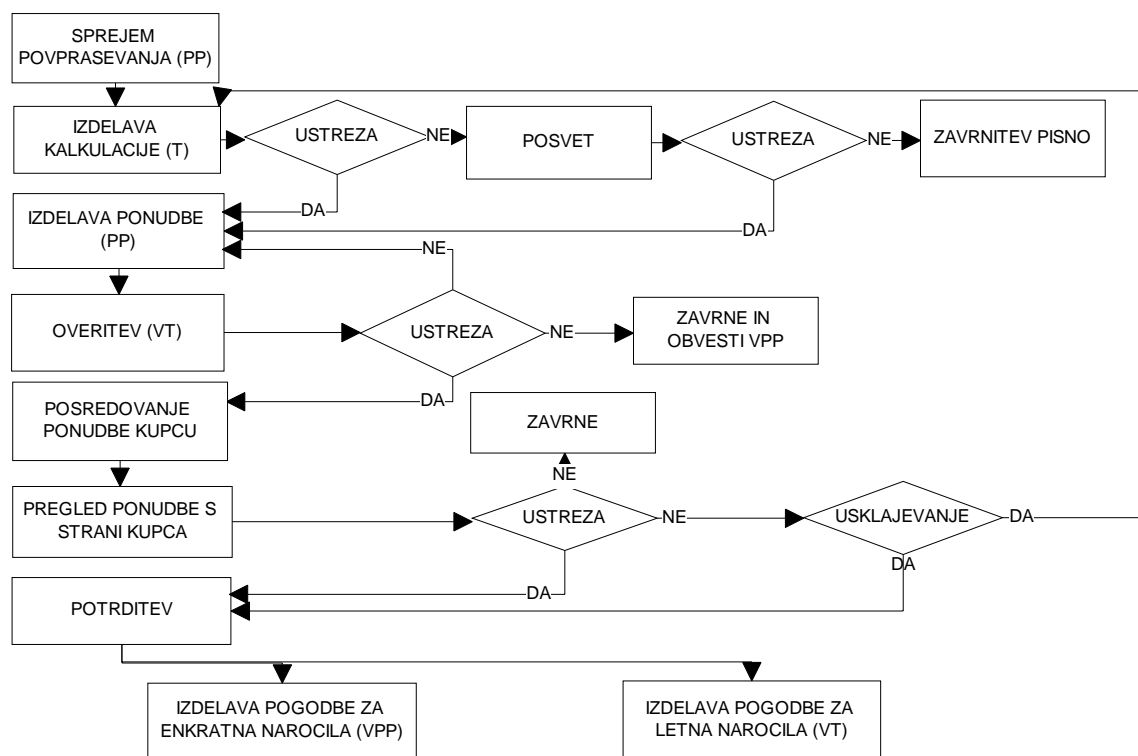 SPREJEM
POVPRASEVANJA (PP)
IZDELAVA
KALKULACIJE (T)
USTREZA
NE
POSVET
USTREZA
NE
ZAVRNITEV PISNO
DA
DA
IZDELAVA PONUDBE
(PP)
NE
OVERITEV (VT)
USTREZA
NE
ZAVRNE IN
OBVESTI VPP
DA
POSREDOVANJE
PONUDBE KUPCU
ZAVRNE
NE
PREGLED PONUDBE S
STRANI KUPCA
USTREZA
NE
USKLAJEVANJE
DA
DA
DA
POTRDITEV
IZDELAVA POGODBE ZA
ENKRATNA NAROCILA (VPP)
IZDELAVA POGODBE ZA
LETNA NAROCILA (VT)